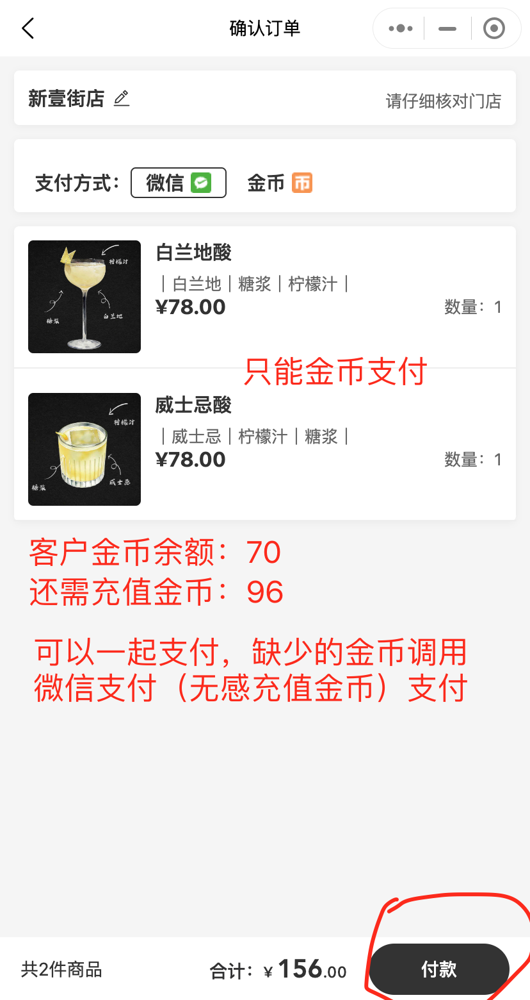 确认订单
新壹街店
请仔细核对门店
支付方式：微信 金币 币
柠檬汁
糖浆
白兰地
白兰地酸
｜白兰地｜糖浆｜柠檬汁｜
¥78.00 数量：1
只能金币支付
柠檬汁
糖浆
威士忌
威士忌酸
｜威士忌｜柠檬汁｜糖浆｜
¥78.00 数量：1
客户金币余额：70
还需充值金币：96
可以一起支付，缺少的金币调用
微信支付（无感充值金币）支付
共2件商品 合计：¥156.00 付款